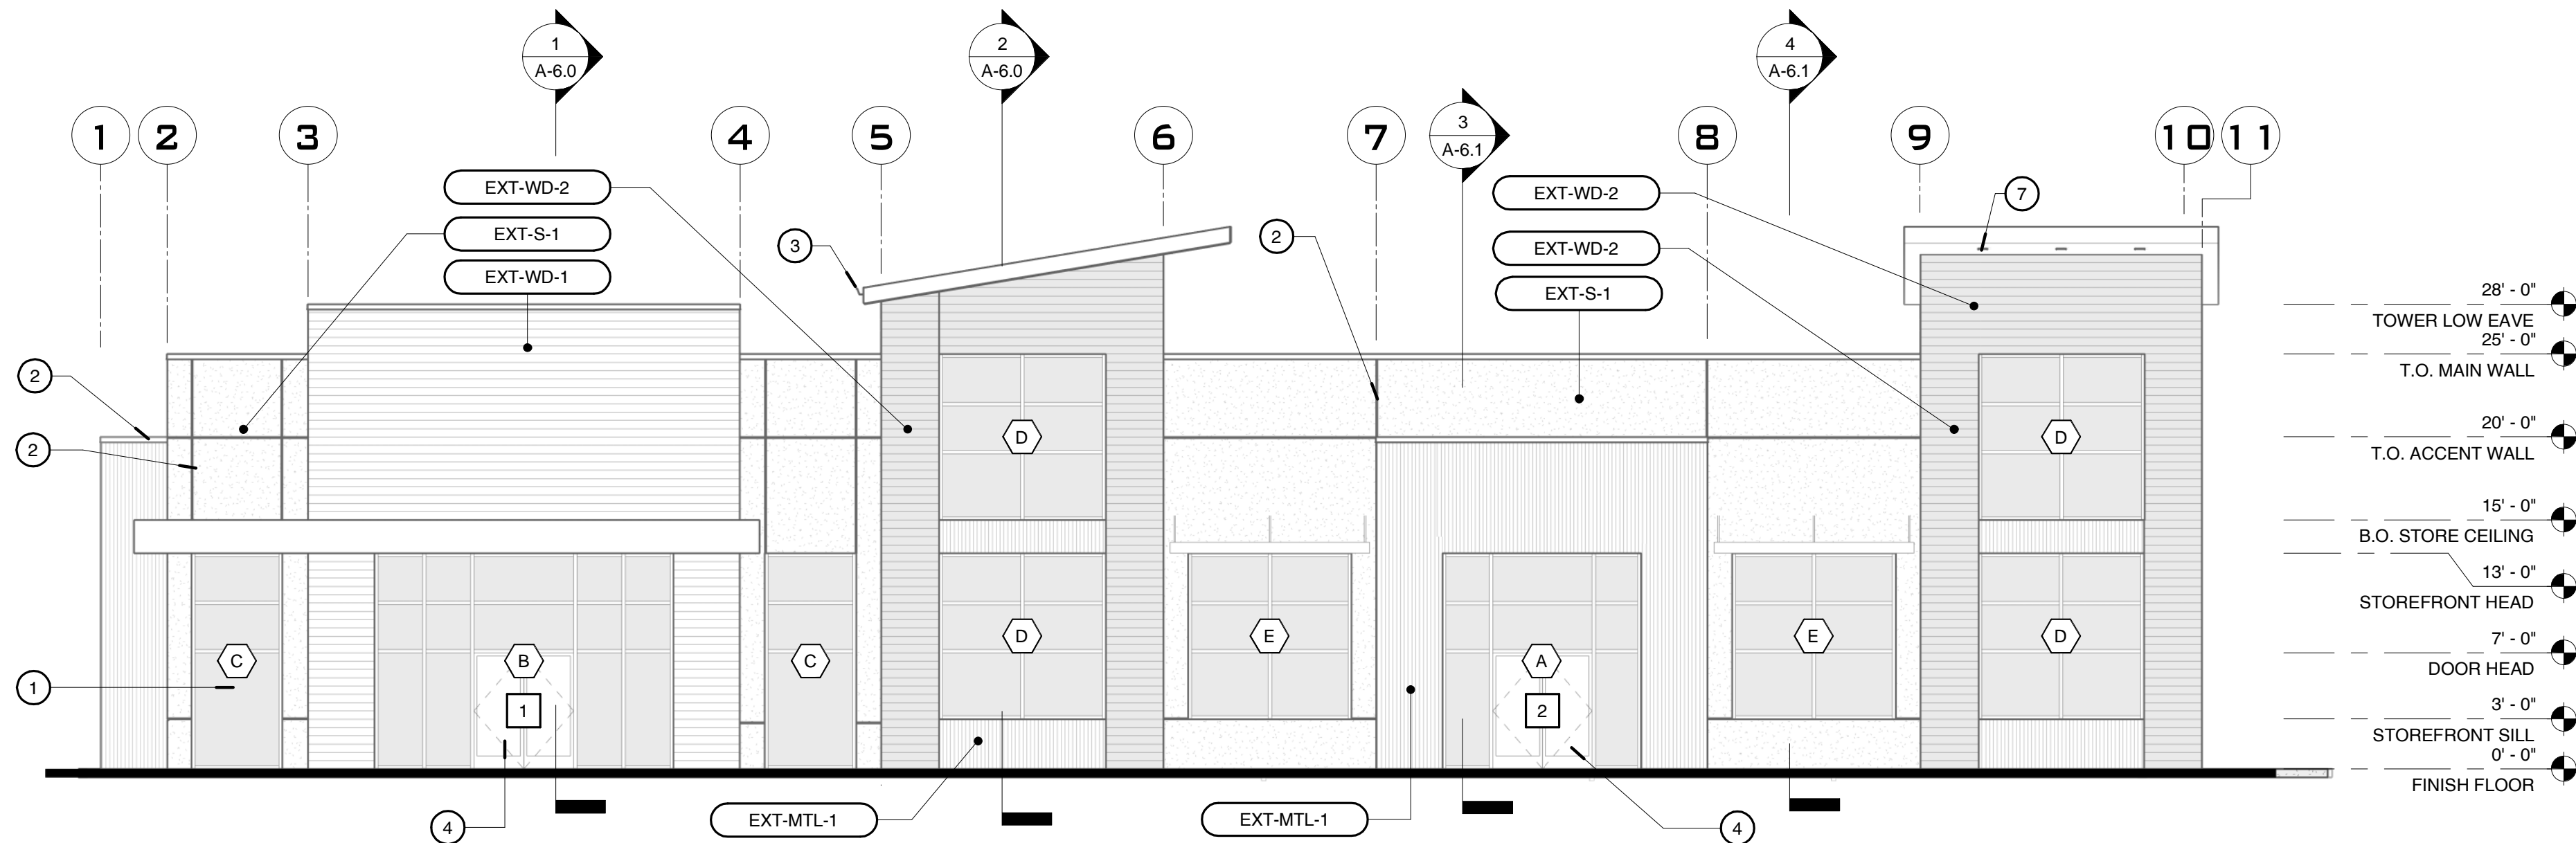 1
A-6.0
2
A-6.0
4
A-6.1
3
A-6.1
1
2
3
4
5
6
7
8
9
10
11
EXT-WD-2
EXT-S-1
EXT-WD-1
3
2
EXT-WD-2
EXT-WD-2
EXT-S-1
7
28' - 0"
TOWER LOW EAVE
25' - 0"
T.O. MAIN WALL
20' - 0"
T.O. ACCENT WALL
15' - 0"
B.O. STORE CEILING
13' - 0"
STOREFRONT HEAD
7' - 0"
DOOR HEAD
3' - 0"
STOREFRONT SILL
0' - 0"
FINISH FLOOR
2
2
1
D
D
C
B
C
D
E
A
E
D
1
2
4
EXT-MTL-1
EXT-MTL-1
4